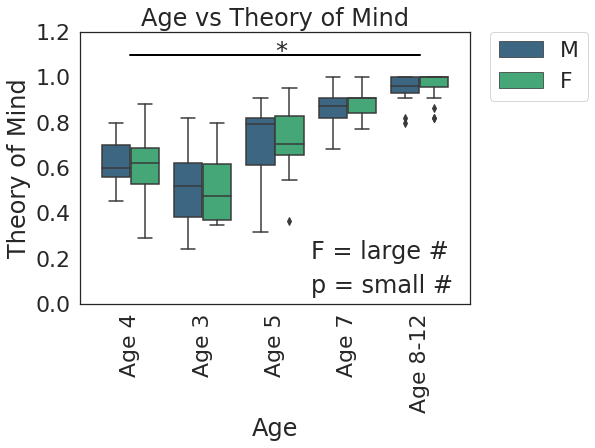 Age vs Theory of Mind
*
M
F
Theory of Mind
1.2
1.0
0.8
0.6
0.4
0.2
0.0
F = large #
p = small #
Age 4
Age 3
Age 5
Age 7
Age 8-12
Age